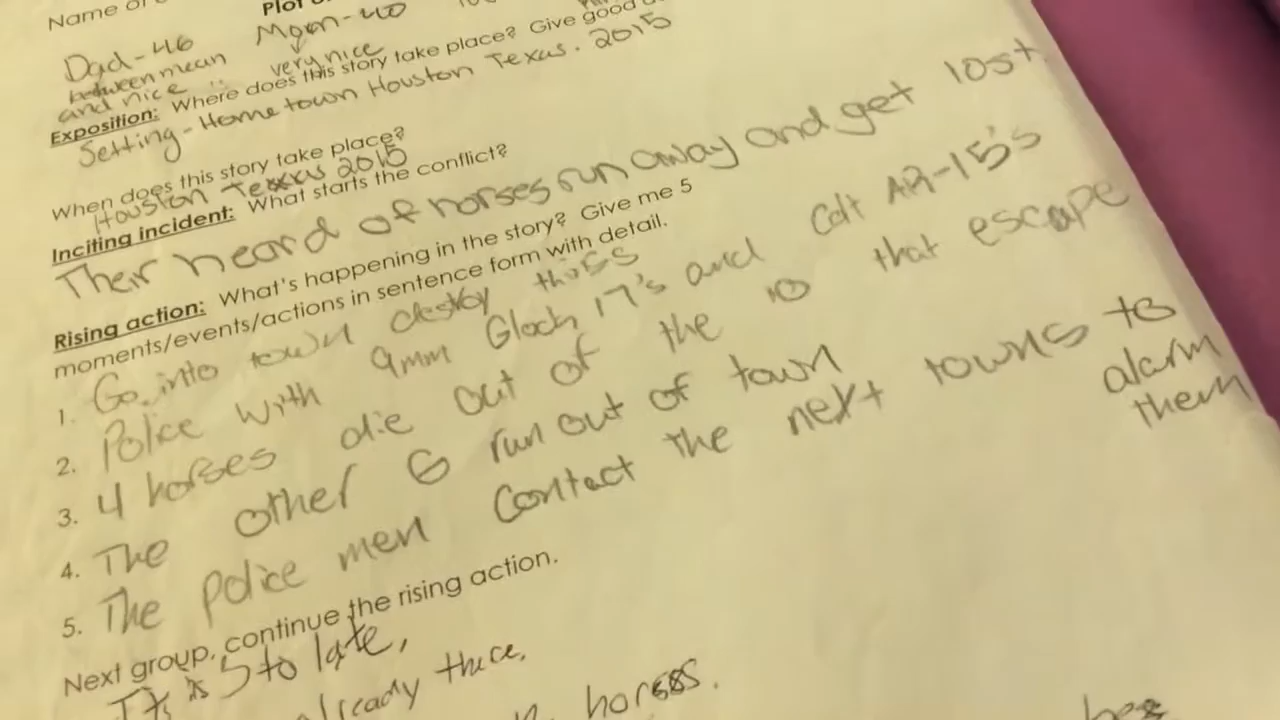 Name of
Plot
Dad-46
Mom-40
between mean
very nice
and nice
Exposition: Where does this story take place? Give good
Setting - Hometown Houston Texas. 2015
When does this story take place?
Houston Texas 2015
Inciting incident: What starts the conflict?
Their heard of horses run away and get lost.
Rising action: What's happening in the story? Give me 5
moments/events/actions in sentence form with detail.
1. Go into town destroy things
2. Police with 9mm Glock 17's and Colt AR-15's
3. 4 horses die out of the 10 that escape
4. The other 6 run out of town
5. The police men contact the next towns to
alarm
them
Next group, continue the rising action.
It is to late,
already there,
horses.